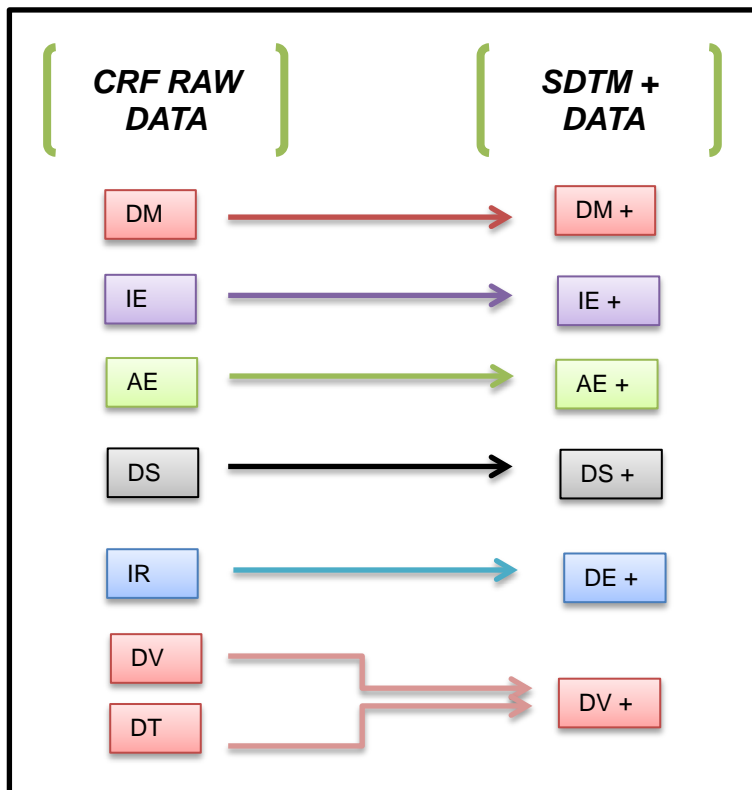 CRF RAW
DATA
SDTM +
DATA
DM
DM +
IE
IE +
AE
AE +
DS
DS +
IR
DE +
DV
DT
DV +